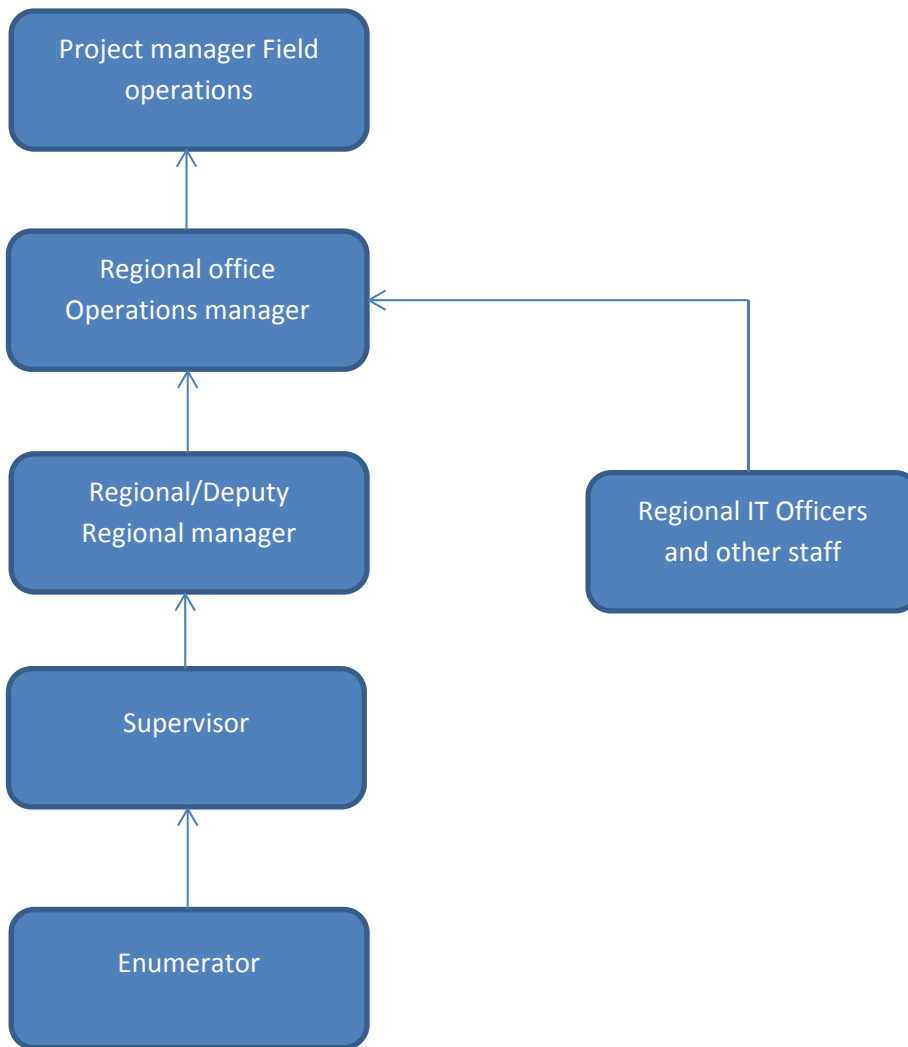 Project manager Field
operations
Regional office
Operations manager
Regional/Deputy
Regional manager
Regional IT Officers
and other staff
Supervisor
Enumerator